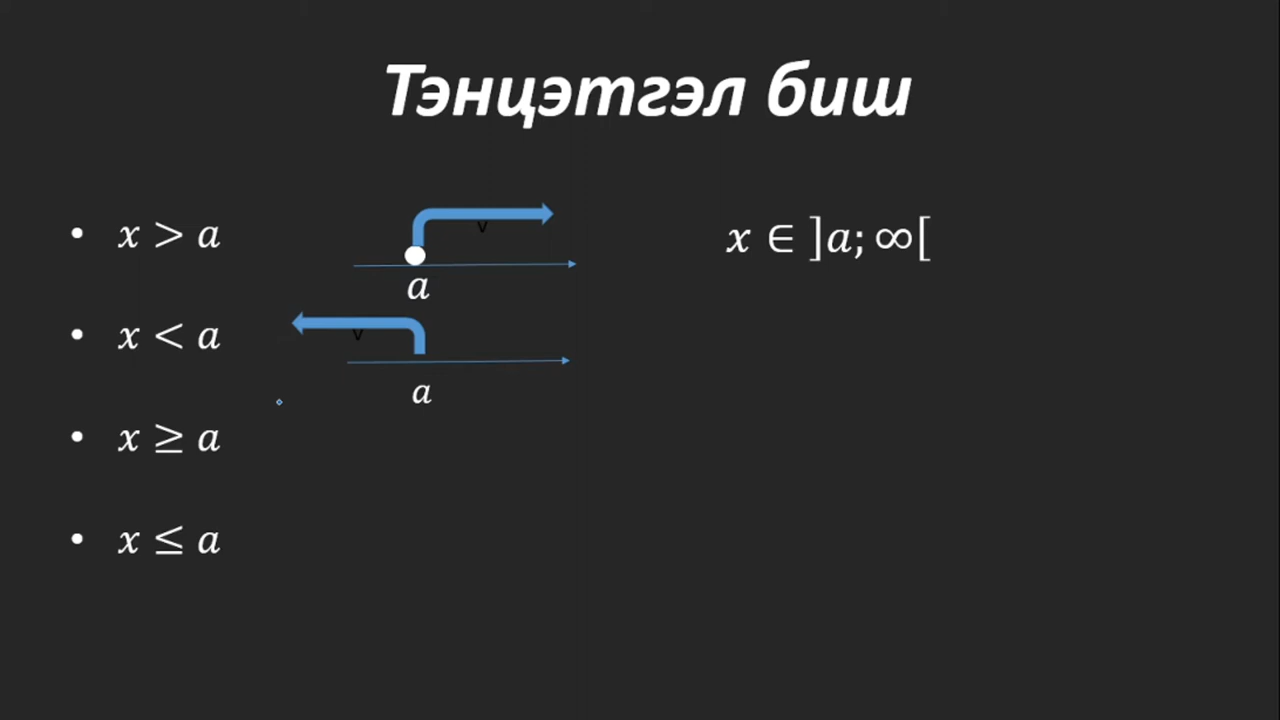 Тэнцэтгэл биш
• x > a
v
a
x ∈ ]a; ∞[
• x < a
v
a
• x ≥ a
• x ≤ a